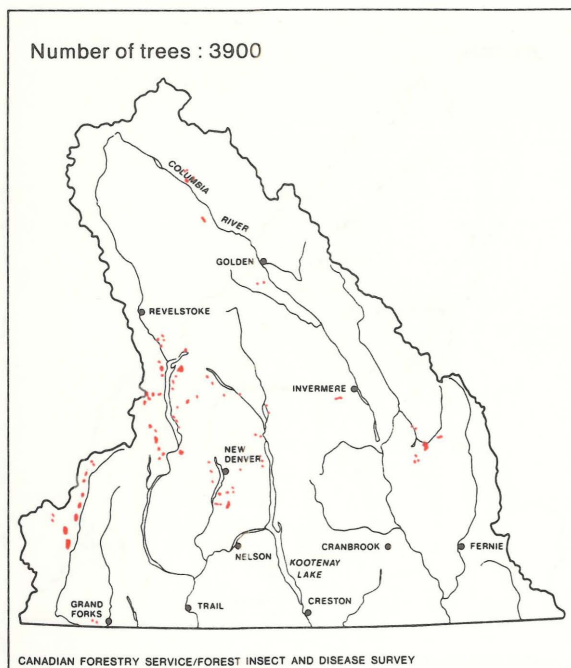 Number of trees : 3900
COLUMBIA
RIVER
GOLDEN
REVELSTOKE
INVERMERE
NEW
DENVER
NELSON
KOOTENAY
LAKE
CRANBROOK
FERNIE
GRAND
FORKS
TRAIL
CRESTON
CANADIAN FORESTRY SERVICE/FOREST INSECT AND DISEASE SURVEY